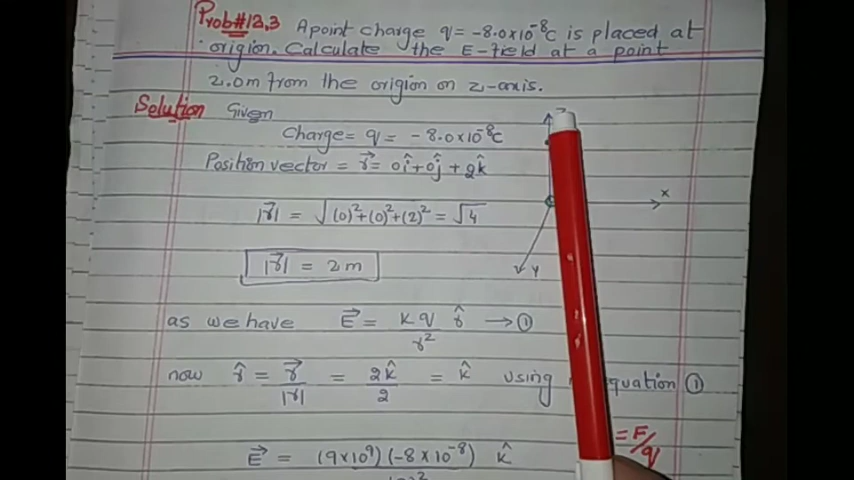 Prob#12,3 A point charge q = -8.0×10⁻⁸C is placed at
origion. Calculate the E-field at a point
2.0m from the origion on z-axis.
Solution Given
Charge = q = -8.0×10⁻⁸C
Position vector = r⃗ = 0î+0ĵ+2k̂
|r⃗| = √(0)²+(0)²+(2)² = √4
x
|r⃗| = 2m
y
as we have E⃗ = kq/r² r̂ → ①
now r̂ = r⃗/|r| = 2k̂/2 = k̂ using equation ①
= F/q
E⃗ = (9×10⁹)(-8×10⁻⁸) k̂